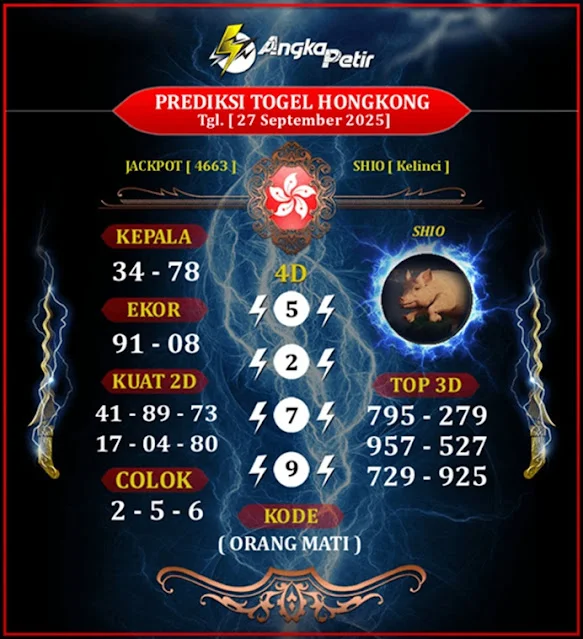 Angka Petir
PREDIKSI TOGEL HONGKONG
Tgl. [ 27 September 2025]
JACKPOT [ 4663 ]
SHIO [ Kelinci ]
KEPALA
34 - 78
EKOR
91 - 08
KUAT 2D
41 - 89 - 73
17 - 04 - 80
COLOK
2 - 5 - 6
4D
5
2
7
9
SHIO
TOP 3D
795 - 279
957 - 527
729 - 925
KODE
( ORANG MATI )